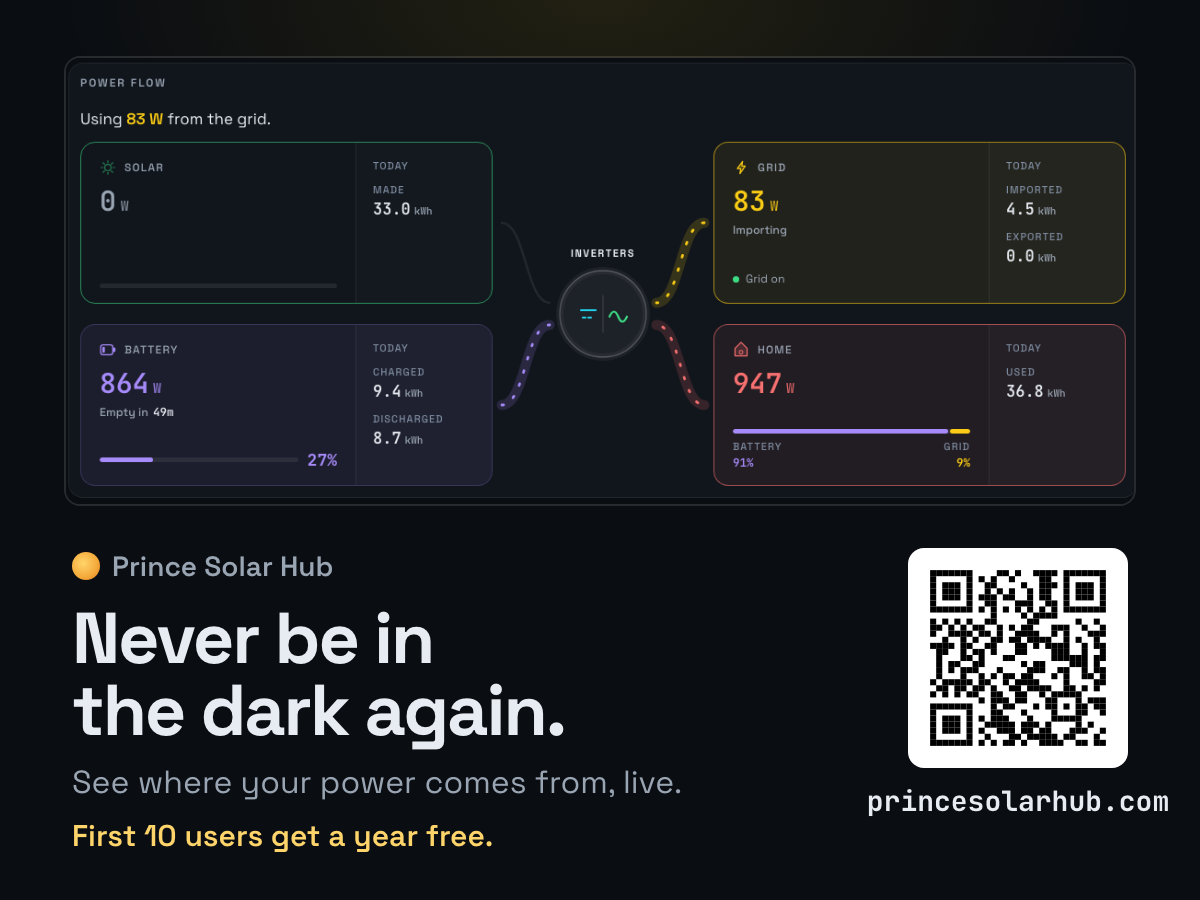 POWER FLOW
Using 83 W from the grid.
SOLAR
0 W
TODAY
MADE
33.0 kWh
GRID
83 W
Importing
Grid on
TODAY
IMPORTED
4.5 kWh
EXPORTED
0.0 kWh
INVERTERS
BATTERY
864 W
Empty in 49m
27%
TODAY
CHARGED
9.4 kWh
DISCHARGED
8.7 kWh
HOME
947 W
BATTERY GRID
91% 9%
TODAY
USED
36.8 kWh
Prince Solar Hub
Never be in
the dark again.
See where your power comes from, live.
First 10 users get a year free.
princesolarhub.com